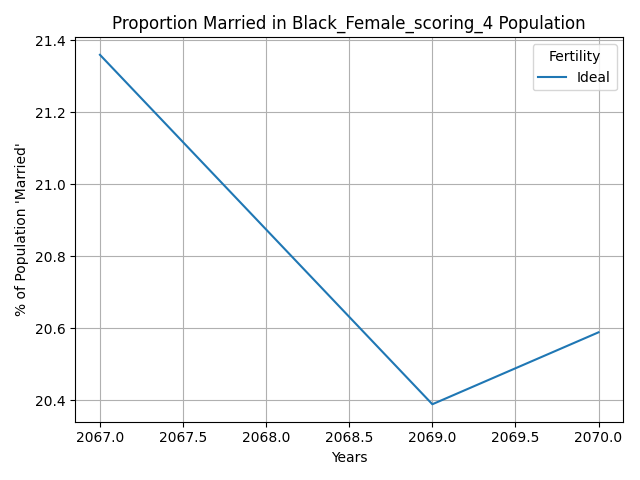 Proportion Married in Black_Female_scoring_4 Population
Fertility
Ideal
% of Population 'Married'
21.4
21.2
21.0
20.8
20.6
20.4
2067.0
2067.5
2068.0
2068.5
2069.0
2069.5
2070.0
Years